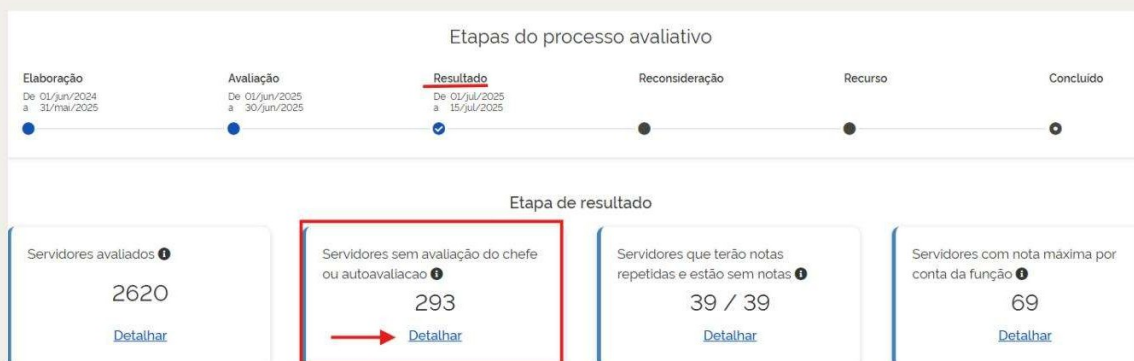 Etapas do processo avaliativo
Elaboração
De 01/jun/2024
a 31/mai/2025
Avaliação
De 01/jun/2025
a 30/jun/2025
Resultado
De 01/jul/2025
a 15/jul/2025
Reconsideração
Recurso
Concluído
Etapa de resultado
Servidores avaliados
2620
Detalhar
Servidores sem avaliação do chefe
ou autoavaliacao
293
Detalhar
Servidores que terão notas
repetidas e estão sem notas
39 / 39
Detalhar
Servidores com nota máxima por
conta da função
69
Detalhar